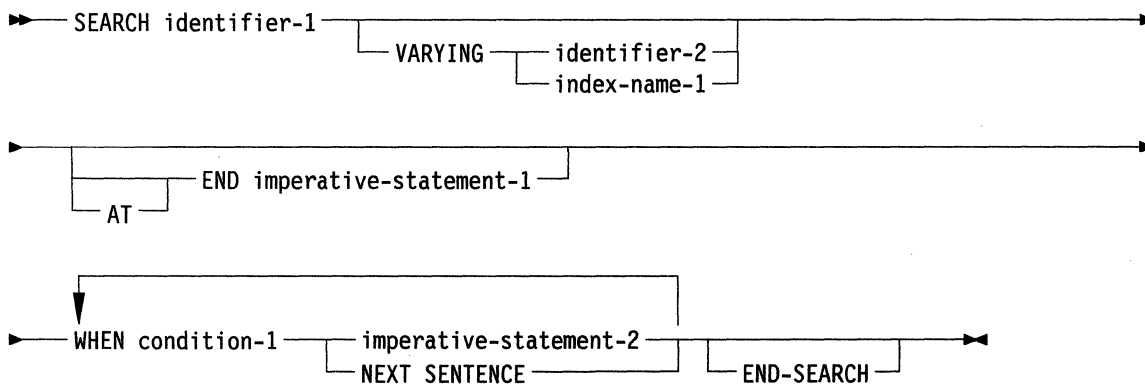 SEARCH identifier-1
VARYING identifier-2
index-name-1
END imperative-statement-1
AT
WHEN condition-1 imperative-statement-2
NEXT SENTENCE END-SEARCH